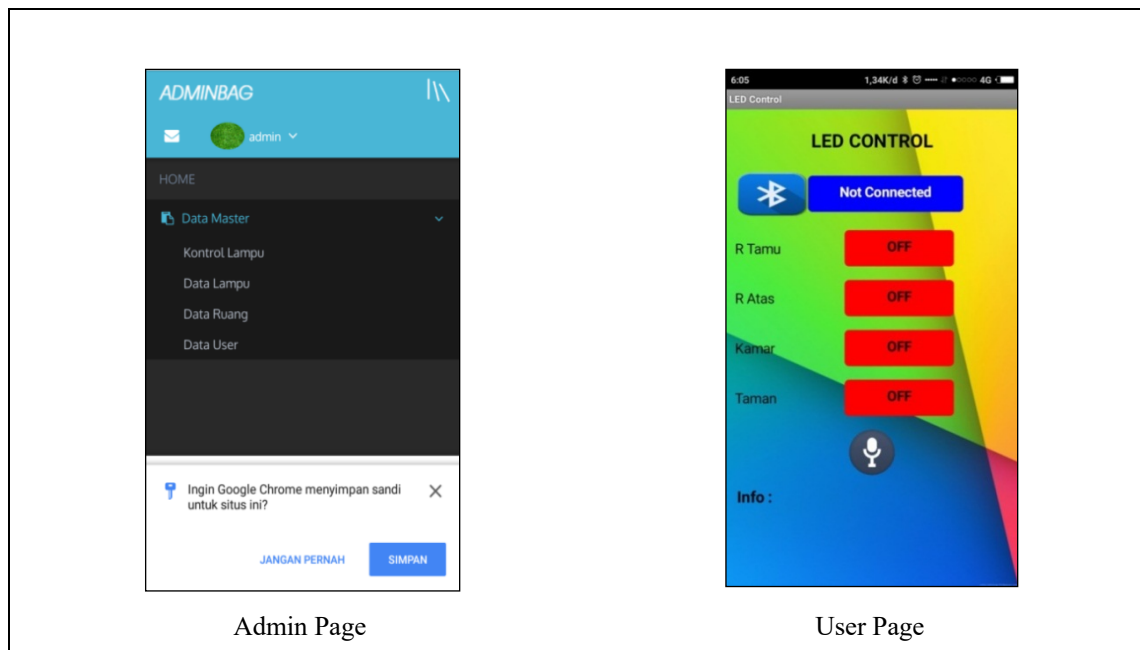 ADMINBAG
admin
HOME
Data Master
Kontrol Lampu
Data Lampu
Data Ruang
Data User
Ingin Google Chrome menyimpan sandi
untuk situs ini?
JANGAN PERNAH SIMPAN
Admin Page
6:05 1,34K/d 4G
LED Control
LED CONTROL
Not Connected
R Tamu OFF
R Atas OFF
Kamar OFF
Taman OFF
Info :
User Page